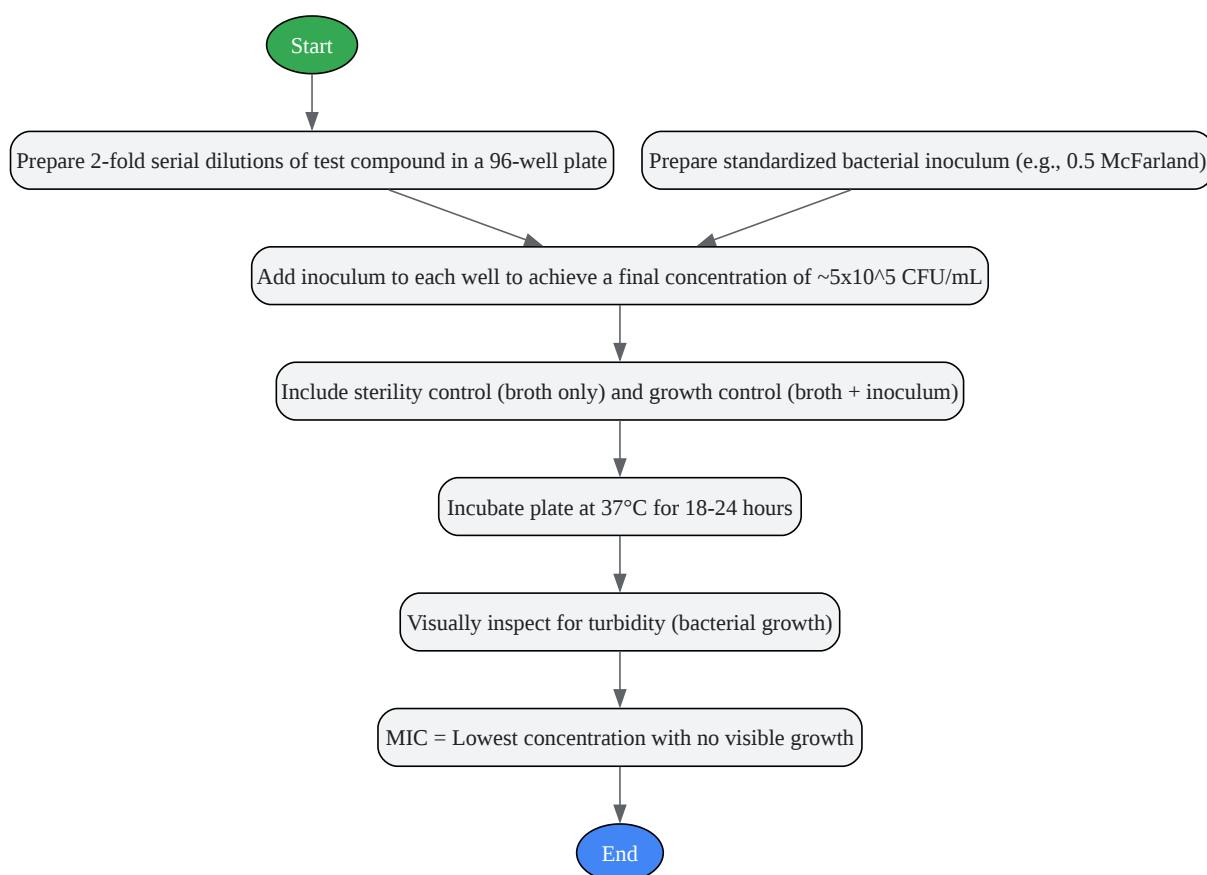 Start
Prepare 2-fold serial dilutions of test compound in a 96-well plate
Prepare standardized bacterial inoculum (e.g., 0.5 McFarland)
Add inoculum to each well to achieve a final concentration of ~5x10^5 CFU/mL
Include sterility control (broth only) and growth control (broth + inoculum)
Incubate plate at 37°C for 18-24 hours
Visually inspect for turbidity (bacterial growth)
MIC = Lowest concentration with no visible growth
End